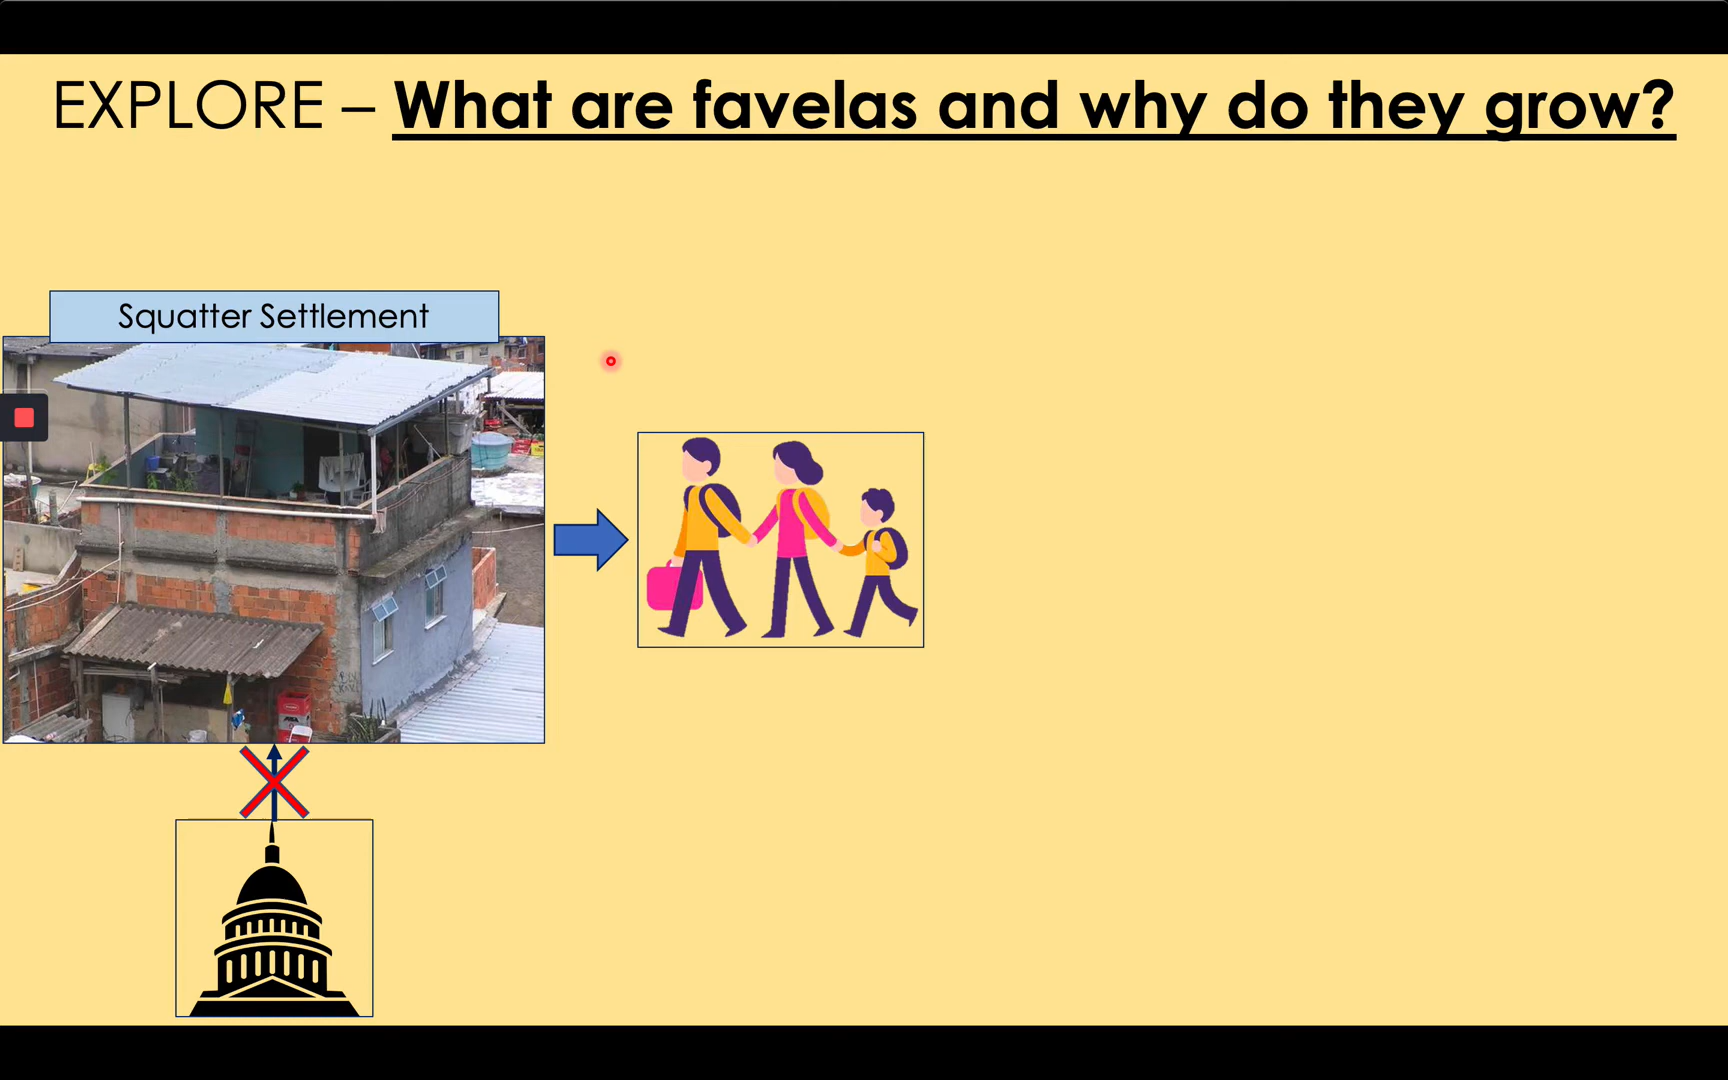 EXPLORE – What are favelas and why do they grow?
Squatter Settlement